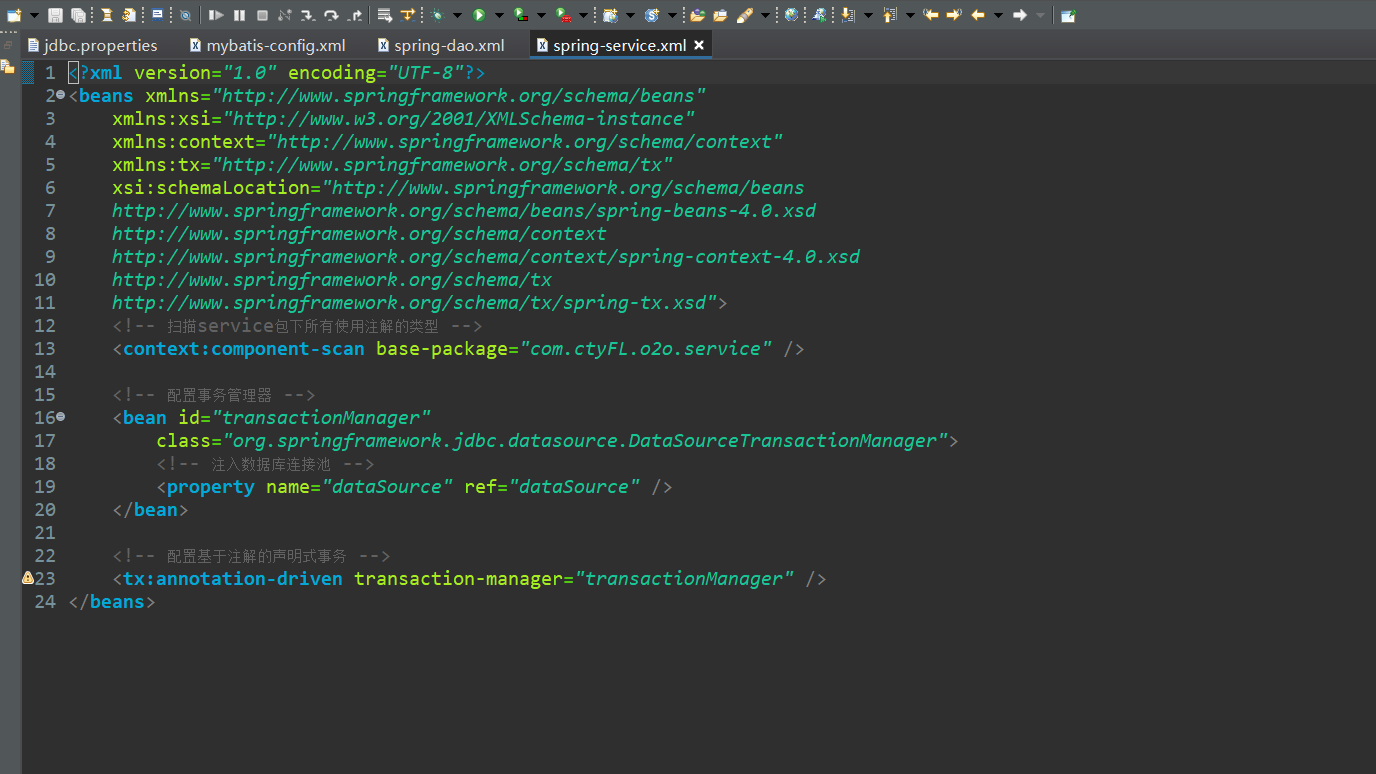 jdbc.properties mybatis-config.xml spring-dao.xml spring-service.xml
1 <?xml version="1.0" encoding="UTF-8"?>
2 <beans xmlns="http://www.springframework.org/schema/beans"
3 xmlns:xsi="http://www.w3.org/2001/XMLSchema-instance"
4 xmlns:context="http://www.springframework.org/schema/context"
5 xmlns:tx="http://www.springframework.org/schema/tx"
6 xsi:schemaLocation="http://www.springframework.org/schema/beans
7 http://www.springframework.org/schema/beans/spring-beans-4.0.xsd
8 http://www.springframework.org/schema/context
9 http://www.springframework.org/schema/context/spring-context-4.0.xsd
10 http://www.springframework.org/schema/tx
11 http://www.springframework.org/schema/tx/spring-tx.xsd">
12 <!-- 扫描service包下所有使用注解的类型 -->
13 <context:component-scan base-package="com.ctyFL.o2o.service" />
14
15 <!-- 配置事务管理器 -->
16 <bean id="transactionManager"
17 class="org.springframework.jdbc.datasource.DataSourceTransactionManager">
18 <!-- 注入数据库连接池 -->
19 <property name="dataSource" ref="dataSource" />
20 </bean>
21
22 <!-- 配置基于注解的声明式事务 -->
23 <tx:annotation-driven transaction-manager="transactionManager" />
24 </beans>